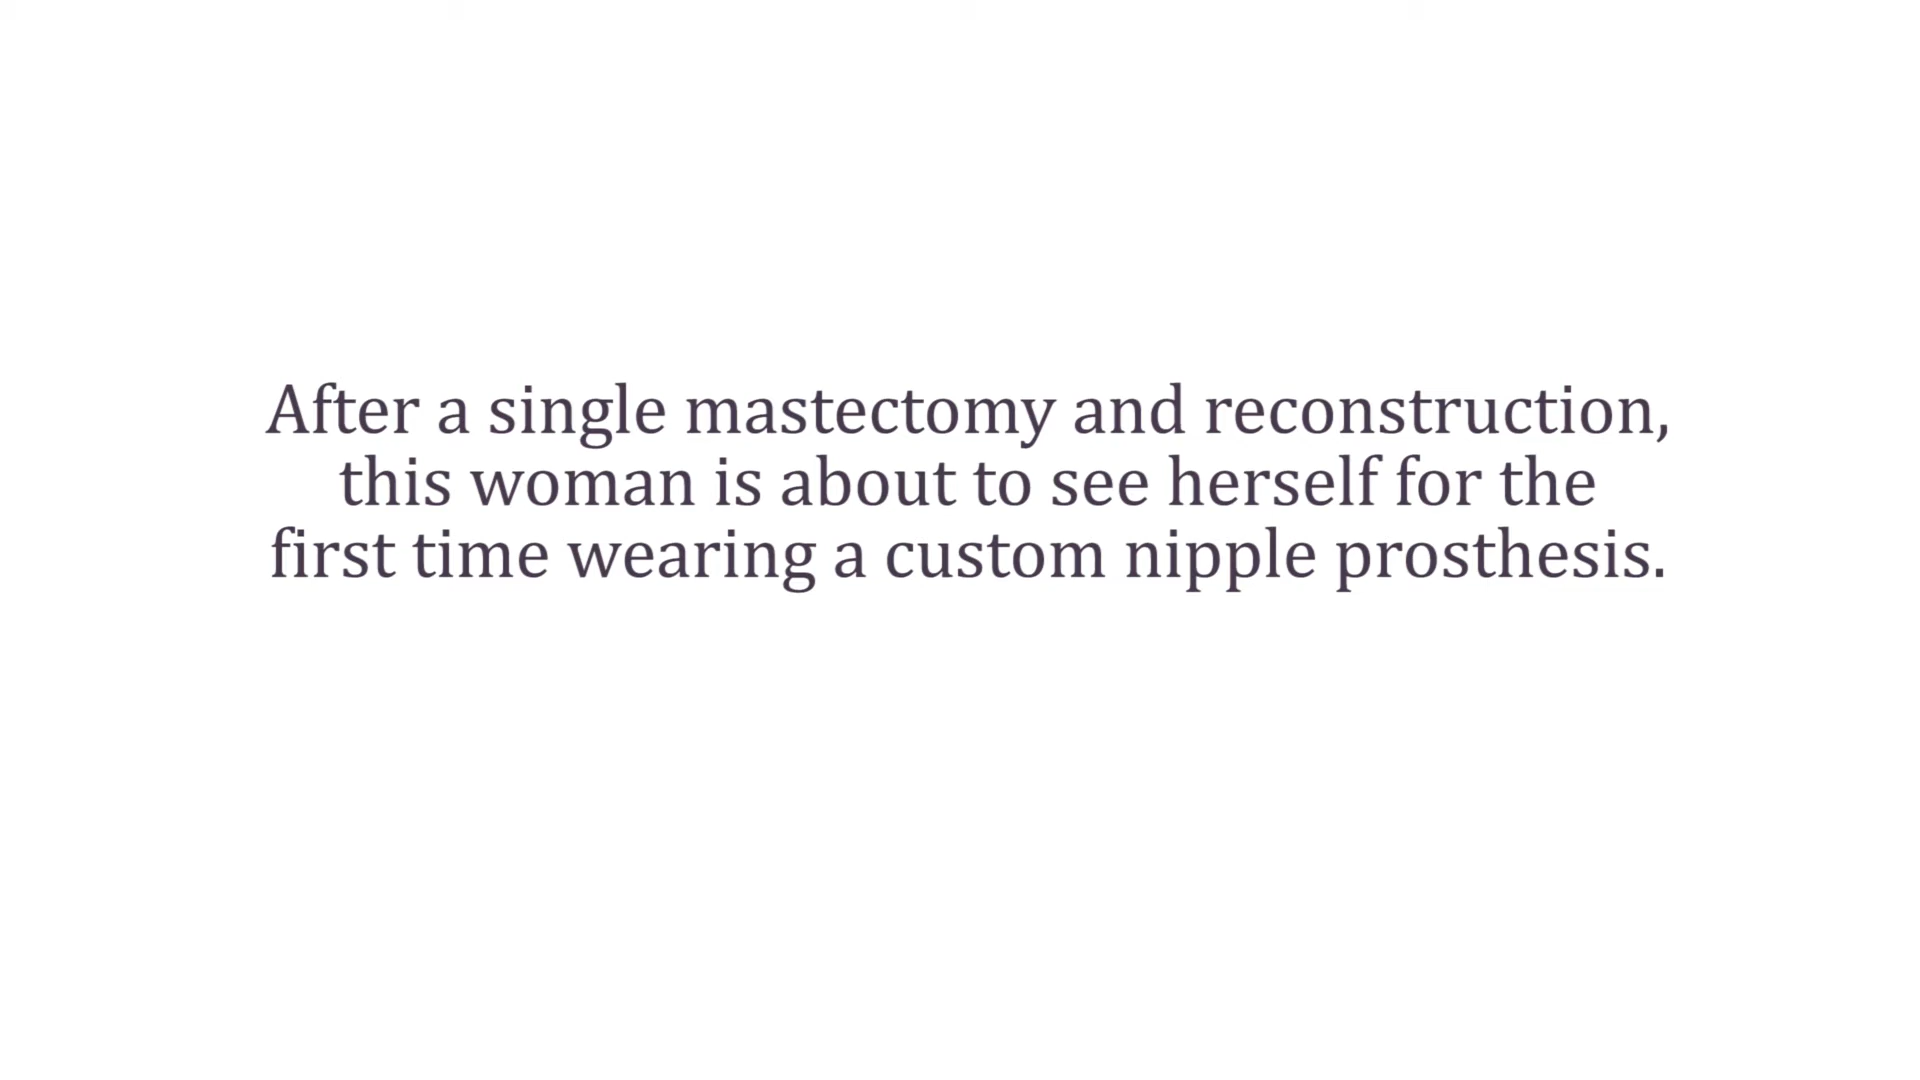 After a single mastectomy and reconstruction,
this woman is about to see herself for the
first time wearing a custom nipple prosthesis.